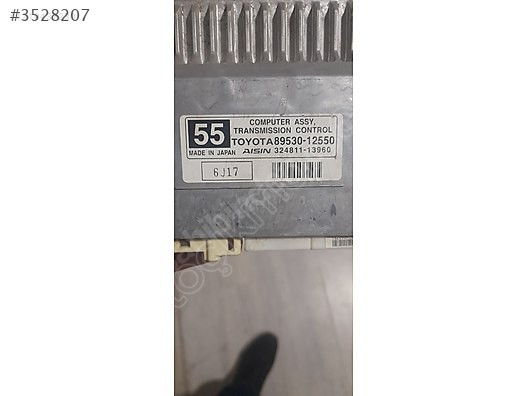 #3528207
55
COMPUTER ASSY,
TRANSMISSION CONTROL
TOYOTA 89530-12550
MADE IN JAPAN AISIN 324811-13960
6J17